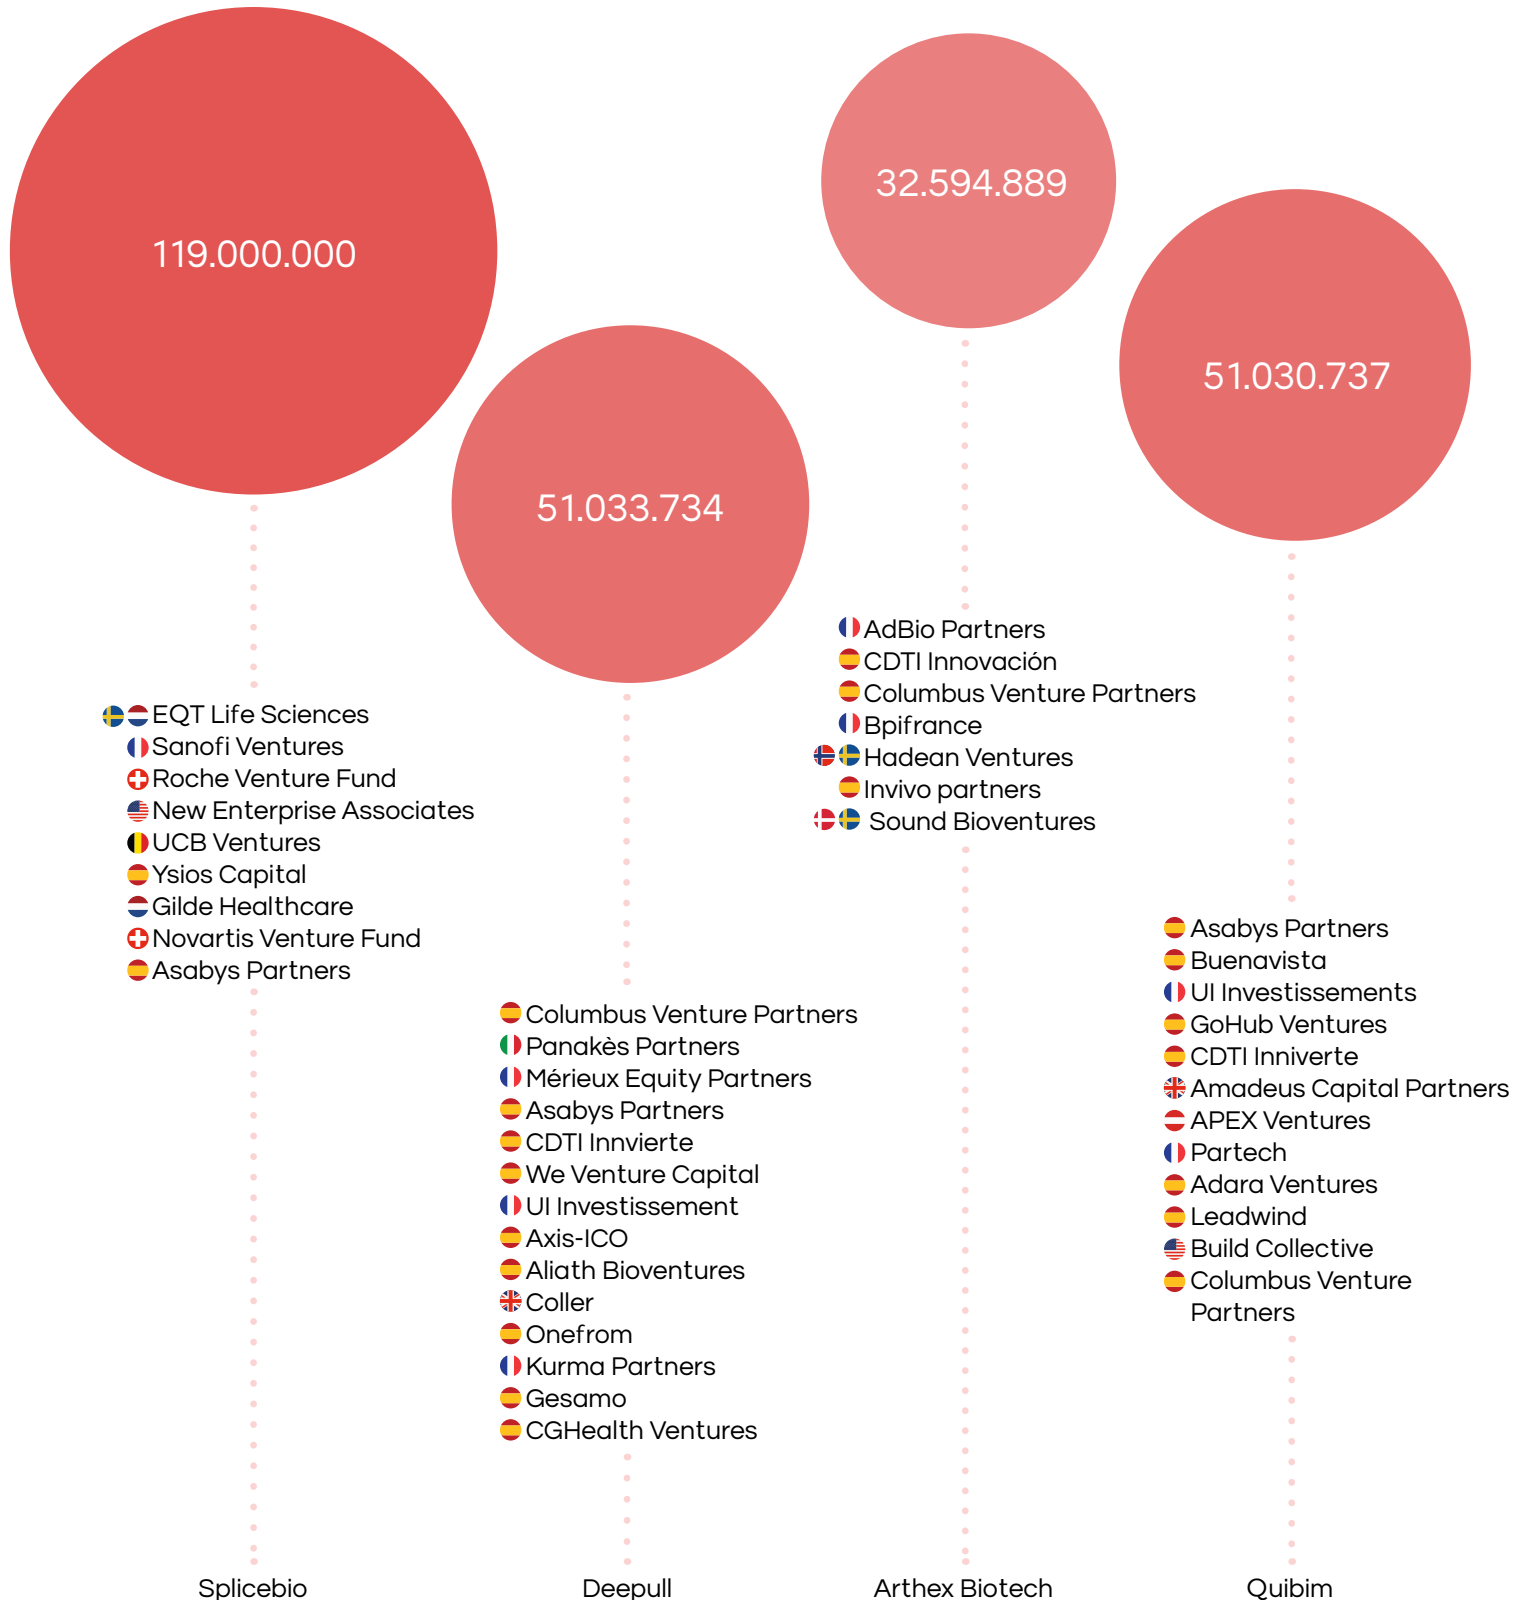 119.000.000
EQT Life Sciences
Sanofi Ventures
Roche Venture Fund
New Enterprise Associates
UCB Ventures
Ysios Capital
Gilde Healthcare
Novartis Venture Fund
Asabys Partners
Splicebio
51.033.734
Columbus Venture Partners
Panakès Partners
Mérieux Equity Partners
Asabys Partners
CDTI Innvierte
We Venture Capital
UI Investissement
Axis-ICO
Aliath Bioventures
Coller
Onefrom
Kurma Partners
Gesamo
CGHealth Ventures
Deepull
32.594.889
AdBio Partners
CDTI Innovación
Columbus Venture Partners
Bpifrance
Hadean Ventures
Invivo partners
Sound Bioventures
Arthex Biotech
51.030.737
Asabys Partners
Buenavista
UI Investissements
GoHub Ventures
CDTI Inniverte
Amadeus Capital Partners
APEX Ventures
Partech
Adara Ventures
Leadwind
Build Collective
Columbus Venture
Partners
Quibim